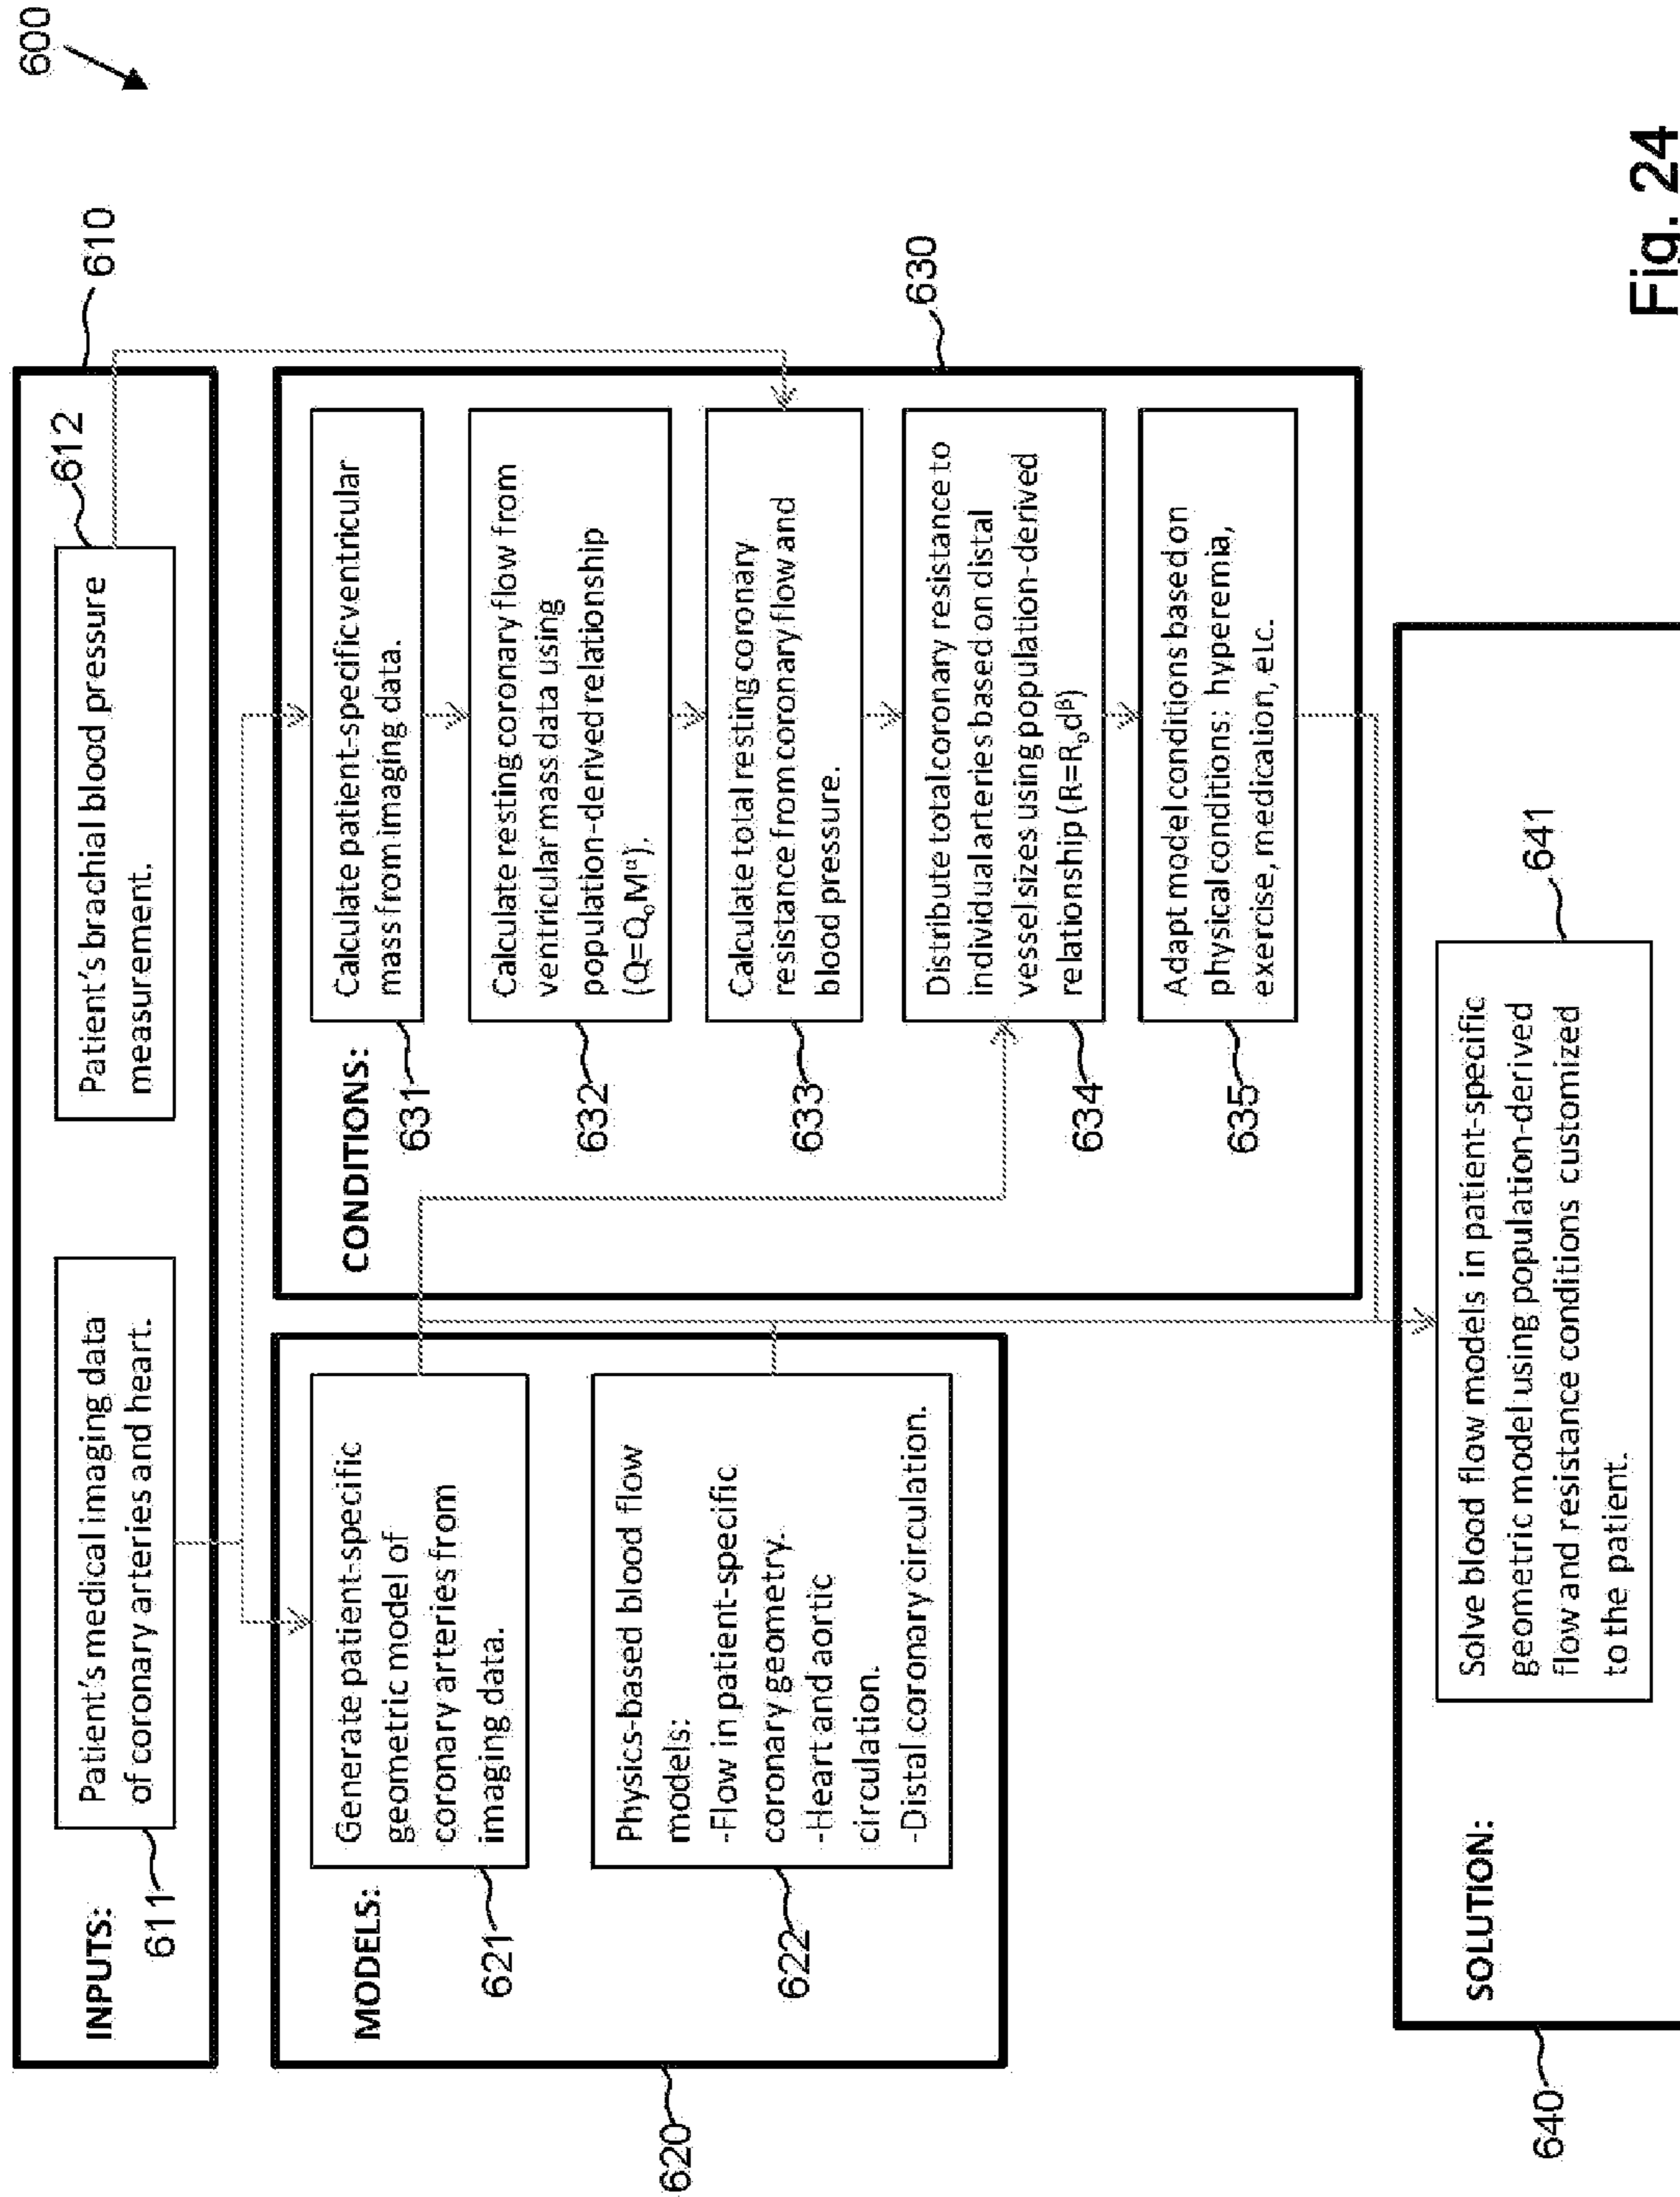 600
610
INPUTS:
611
Patient's medical imaging data
of coronary arteries and heart.
612
Patient's brachial blood pressure
measurement.
620
MODELS:
621
Generate patient-specific
geometric model of
coronary arteries from
imaging data.
622
Physics-based blood flow
models:
-Flow in patient-specific
coronary geometry.
-Heart and aortic
circulation.
-Distal coronary circulation.
630
CONDITIONS:
631
Calculate patient-specific ventricular
mass from imaging data.
632
Calculate resting coronary flow from
ventricular mass data using
population-derived relationship
(Q=Q₀Mᵅ).
633
Calculate total resting coronary
resistance from coronary flow and
blood pressure.
634
Distribute total coronary resistance to
individual arteries based on distal
vessel sizes using population-derived
relationship (R=R₀dᵝ)
635
Adapt model conditions based on
physical conditions: hyperemia,
exercise, medication, etc.
640
SOLUTION:
641
Solve blood flow models in patient-specific
geometric model using population-derived
flow and resistance conditions customized
to the patient.
Fig. 24